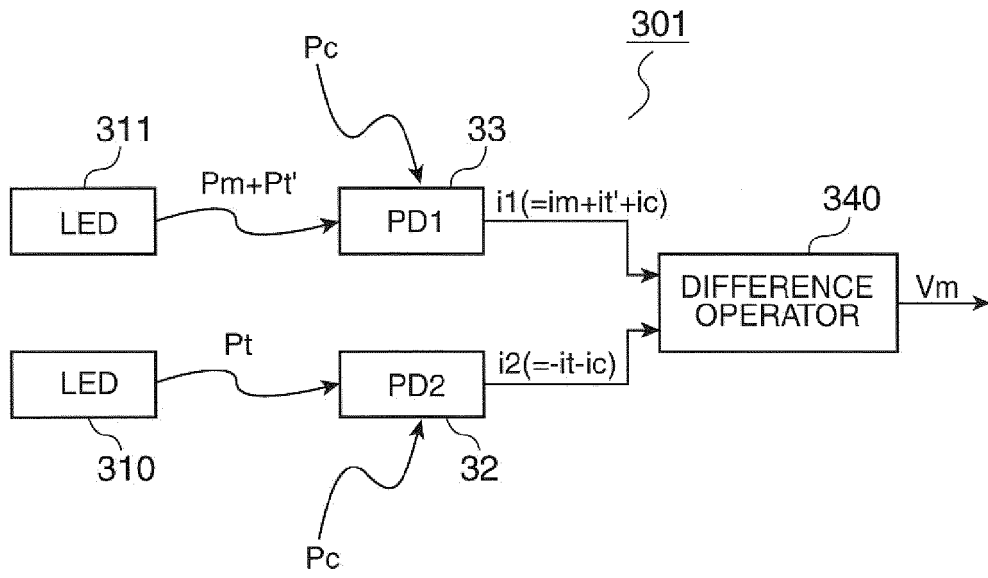 301
Pc
311
33
Pm+Pt'
LED
PD1
i1(=im+it'+ic)
340
DIFFERENCE
OPERATOR
Vm
Pt
LED
PD2
i2(=-it-ic)
310
32
Pc